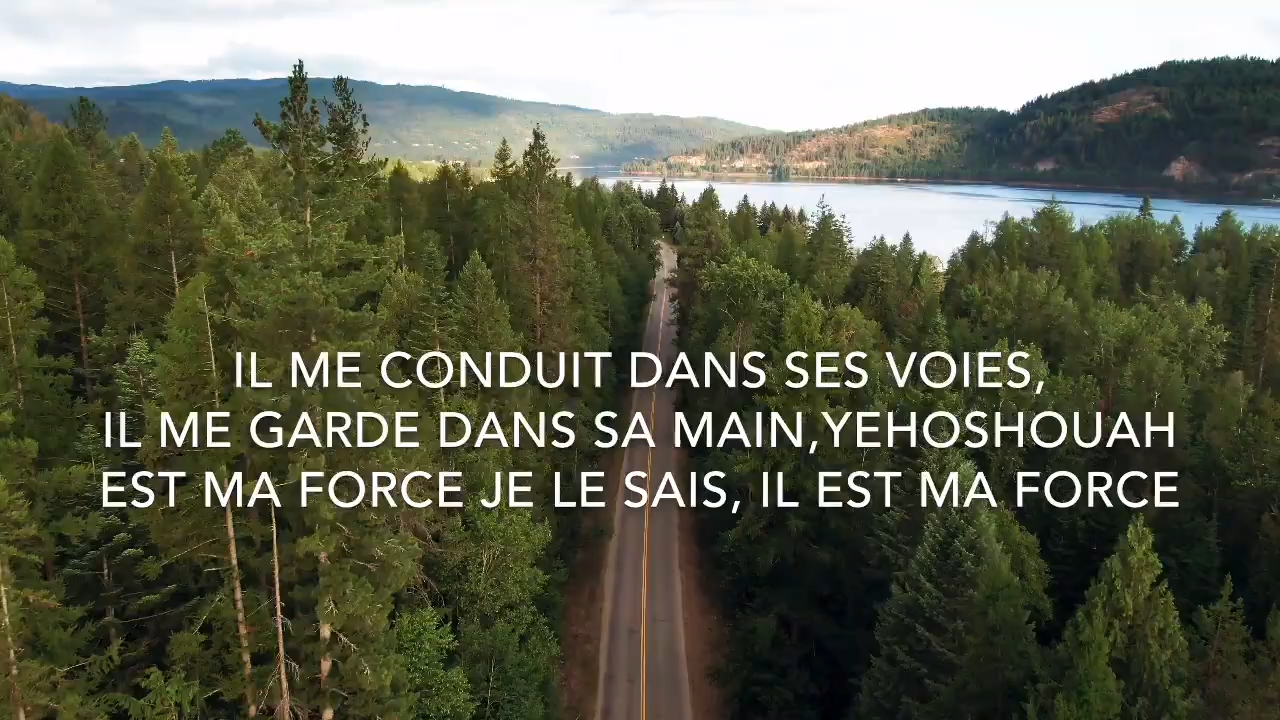 IL ME CONDUIT DANS SES VOIES,
IL ME GARDE DANS SA MAIN,YEHOSHOUAH
EST MA FORCE JE LE SAIS, IL EST MA FORCE